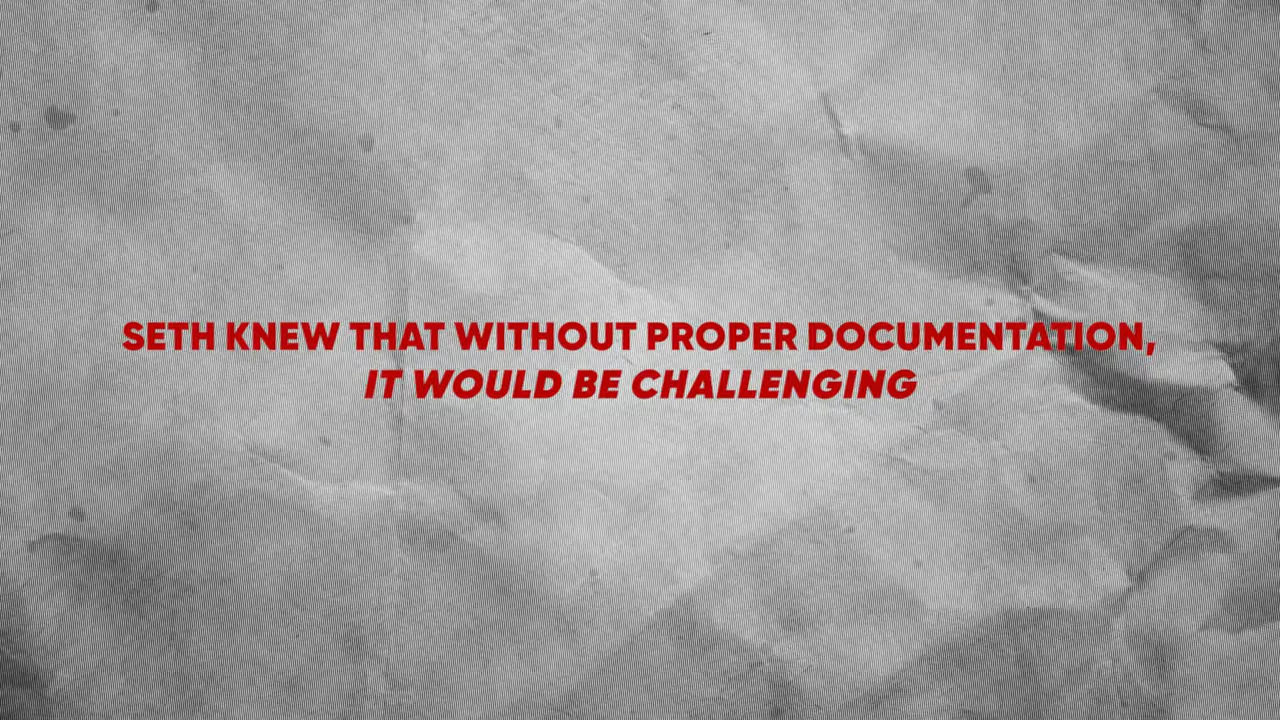 SETH KNEW THAT WITHOUT PROPER DOCUMENTATION,
IT WOULD BE CHALLENGING